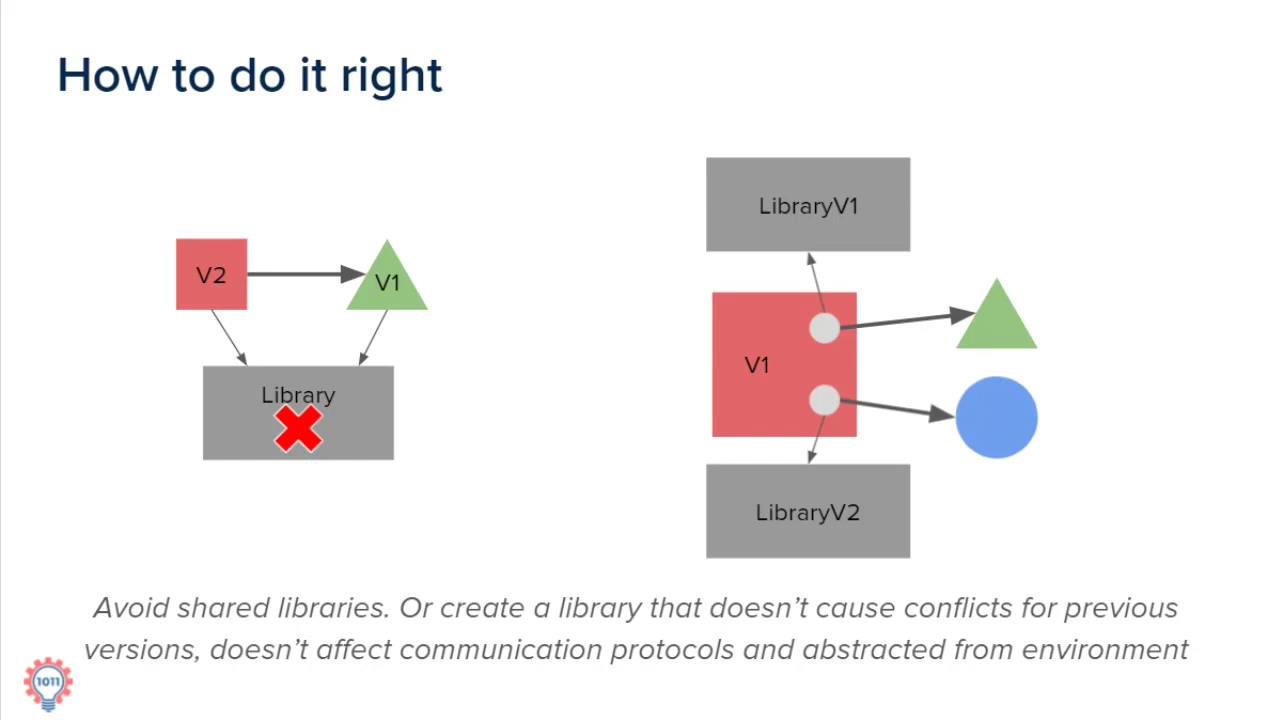 How to do it right
LibraryV1
V2
V1
V1
Library
LibraryV2
Avoid shared libraries. Or create a library that doesn’t cause conflicts for previous
versions, doesn’t affect communication protocols and abstracted from environment
1011